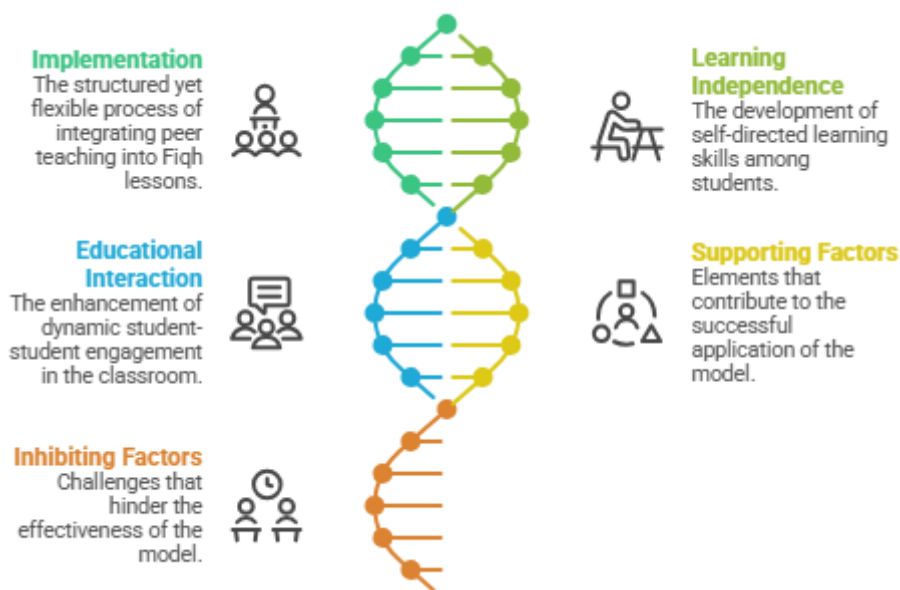 Implementation
The structured yet
flexible process of
integrating peer
teaching into Fiqh
lessons.
Learning
Independence
The development of
self-directed learning
skills among
students.
Educational
Interaction
The enhancement of
dynamic student-
student engagement
in the classroom.
Supporting Factors
Elements that
contribute to the
successful
application of the
model.
Inhibiting Factors
Challenges that
hinder the
effectiveness of the
model.